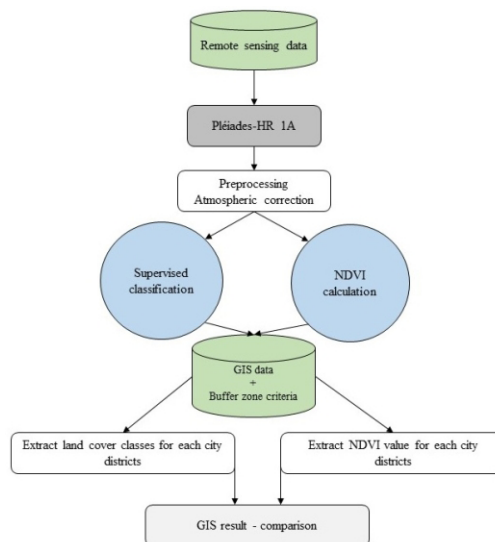 Remote sensing data
Pléiades-HR 1A
Preprocessing
Atmospheric correction
Supervised
classification
NDVI
calculation
GIS data
+
Buffer zone criteria
Extract land cover classes for each city
districts
Extract NDVI value for each city
districts
GIS result - comparison